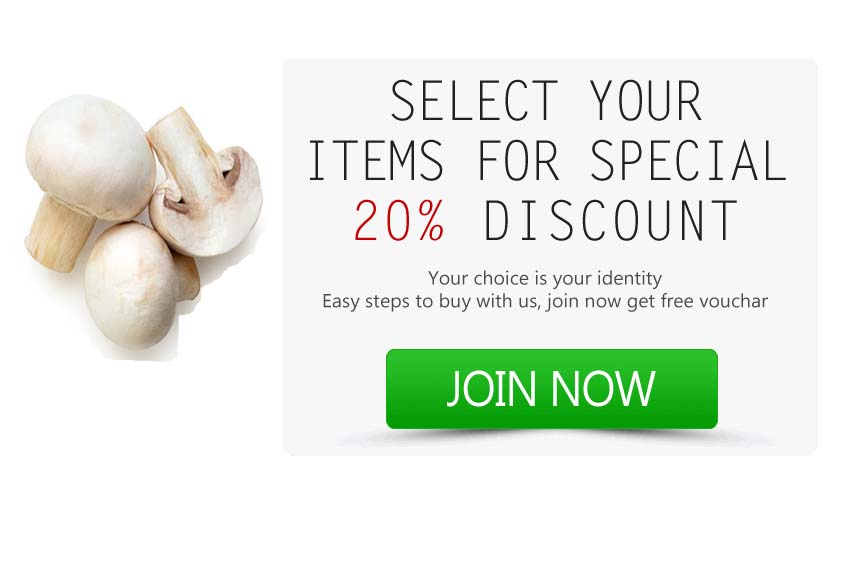 SELECT YOUR
ITEMS FOR SPECIAL
20% DISCOUNT
Your choice is your identity
Easy steps to buy with us, join now get free vouchar
JOIN NOW